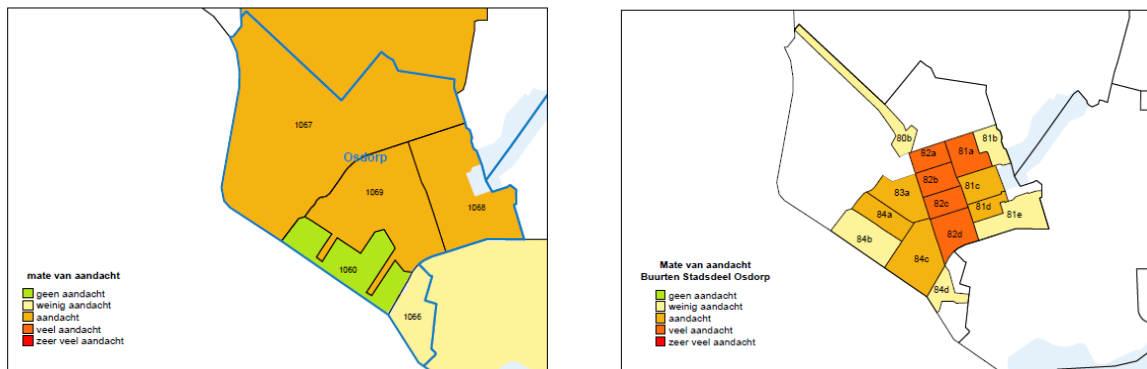 1067
Osdorp
1069
1068
1060
1066
mate van aandacht
geen aandacht
weinig aandacht
aandacht
veel aandacht
zeer veel aandacht
80b
82a
81a
81b
82b
83a
81c
82c
84a
81d
81e
82d
84b
84c
84d
Mate van aandacht
Buurten Stadsdeel Osdorp
geen aandacht
weinig aandacht
aandacht
veel aandacht
zeer veel aandacht